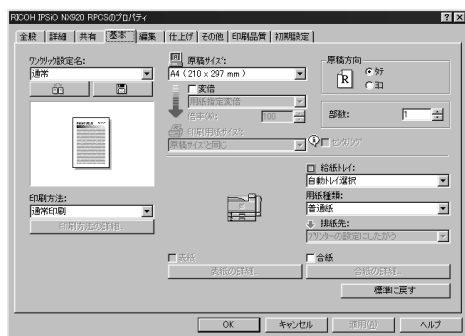 RICOH IPSiO NX920 RPCSのプロパティ
全般 詳細 共有 基本 編集 仕上げ その他 印刷品質 初期設定
ワンクリック設定名:
通常
原稿サイズ:
A4 (210 x 297 mm)
変倍
用紙指定変倍
倍率(%): 100
印刷用紙サイズ:
原稿サイズと同じ
原稿方向
タテ
ヨコ
部数: 1
センタリング
印刷方法:
通常印刷
印刷方法の詳細...
給紙トレイ:
自動トレイ選択
用紙種類:
普通紙
排紙先:
プリンターの設定にしたがう
表紙
表紙の詳細...
合紙
合紙の詳細...
標準に戻す
OK キャンセル 適用(A) ヘルプ